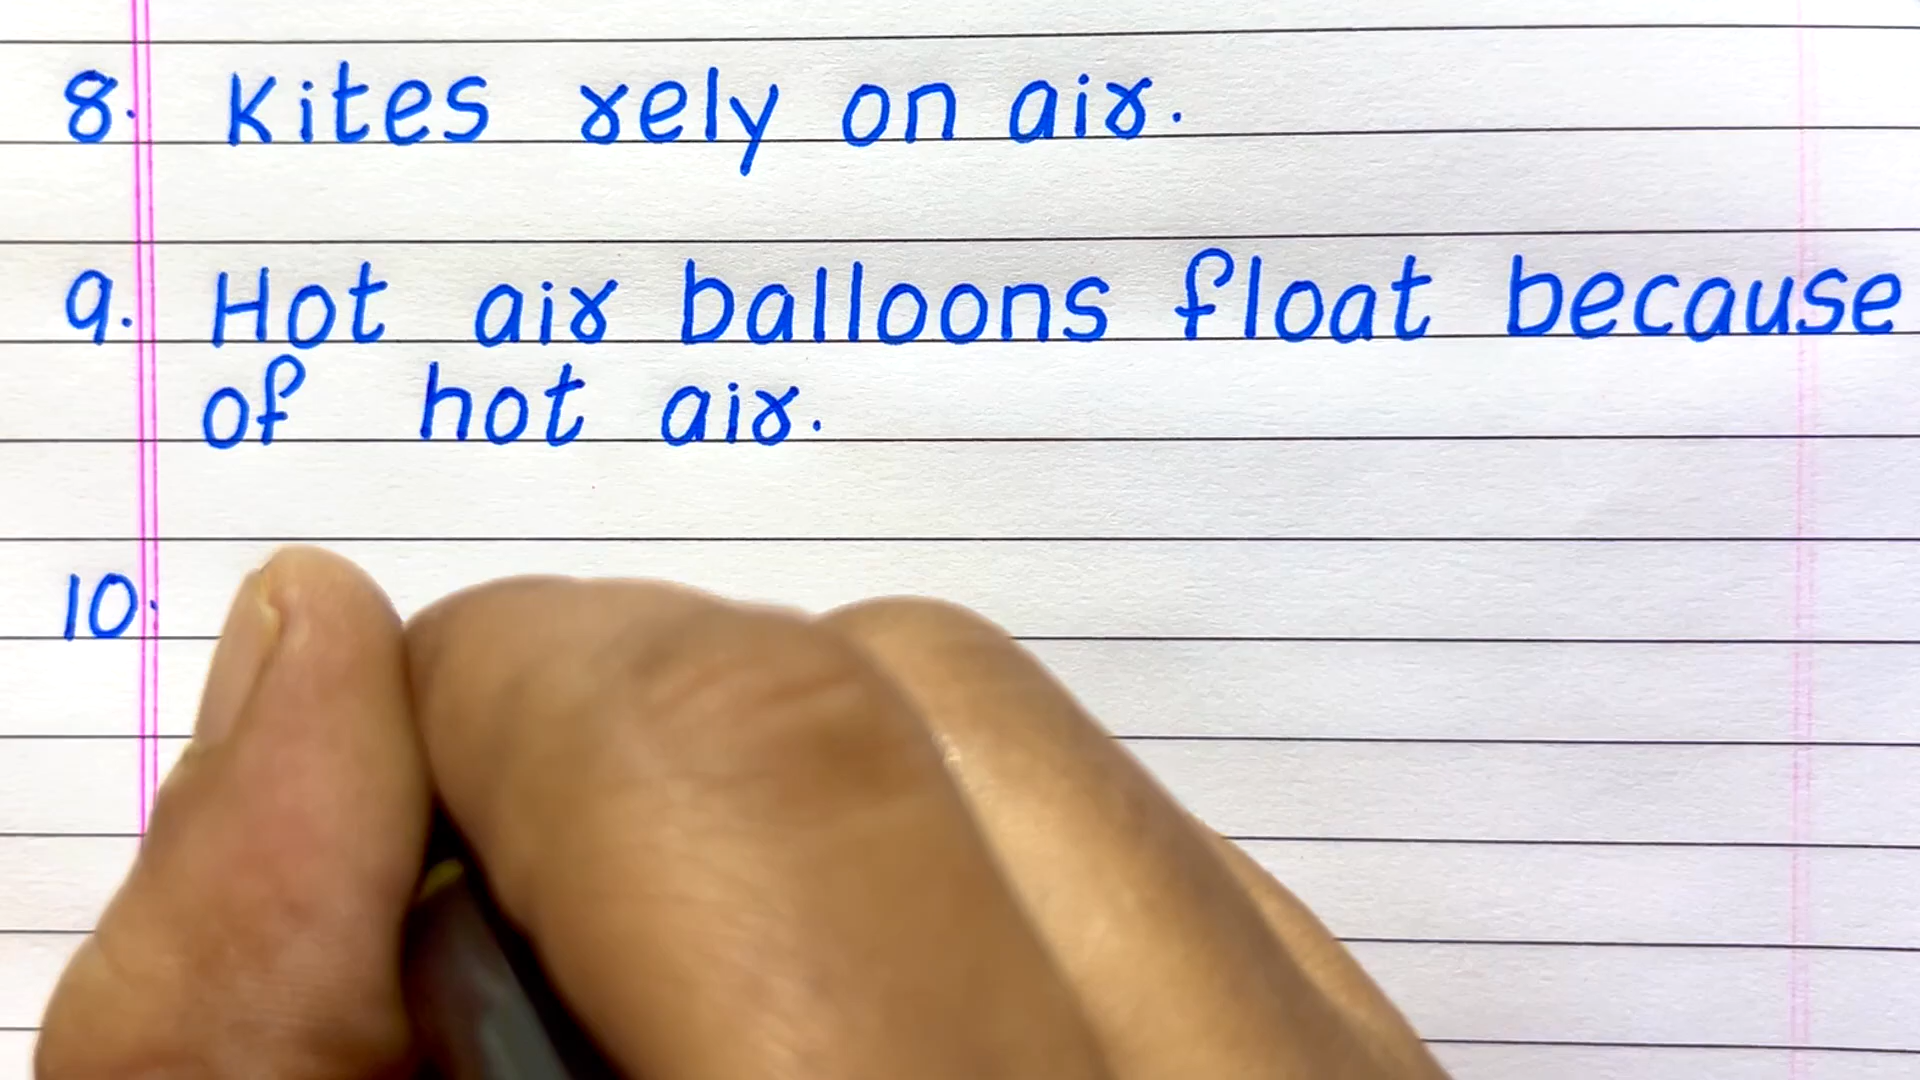 8. Kites rely on air.
9. Hot air balloons float because
of hot air.
10.